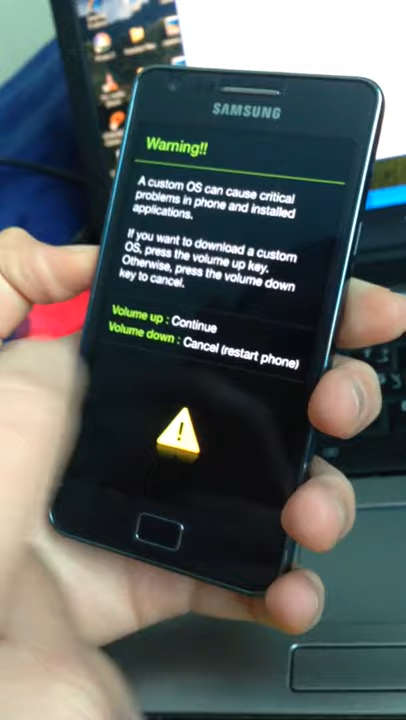 SAMSUNG
Warning!!
A custom OS can cause critical
problems in phone and installed
applications.
If you want to download a custom
OS, press the volume up key.
Otherwise, press the volume down
key to cancel.
Volume up : Continue
Volume down : Cancel (restart phone)